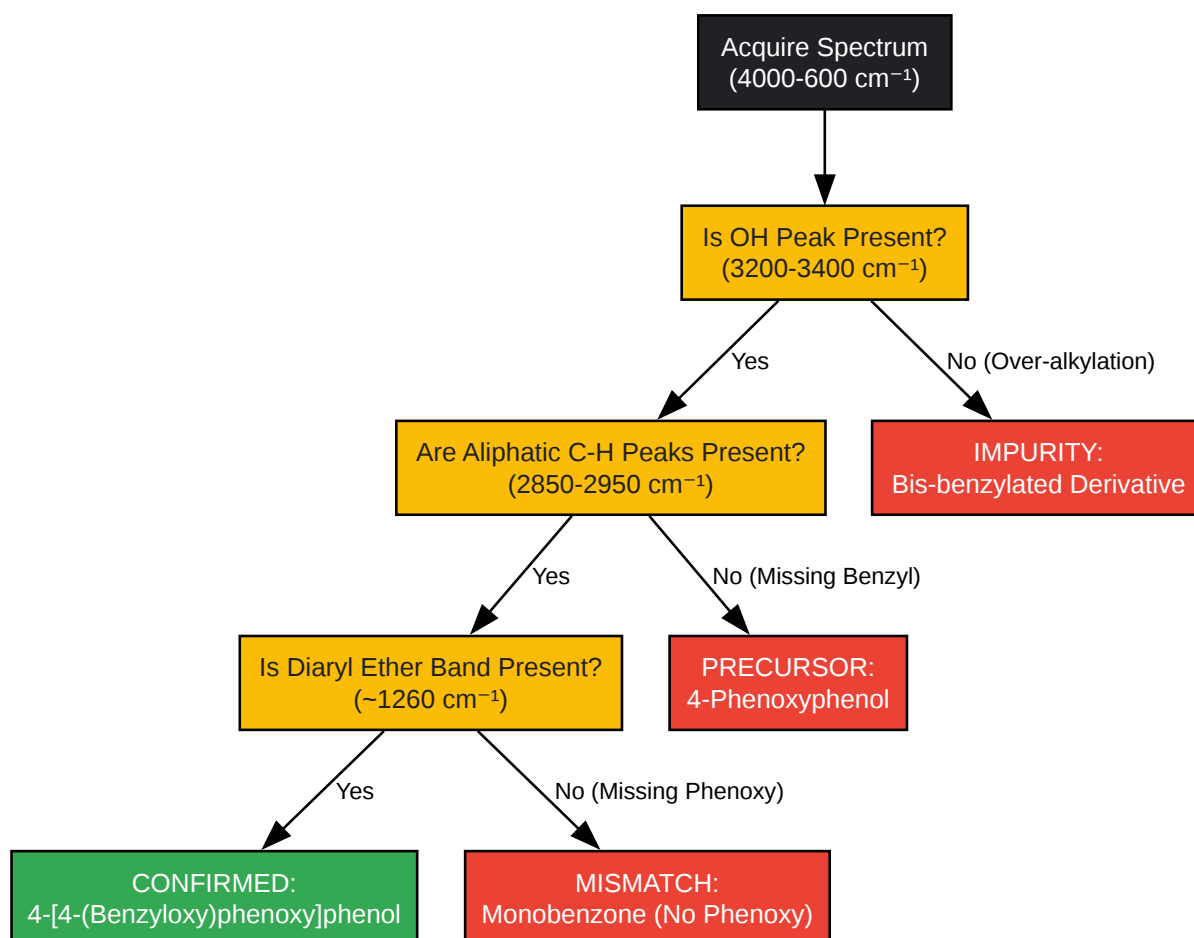 Acquire Spectrum
(4000-600 cm⁻¹)
Is OH Peak Present?
(3200-3400 cm⁻¹)
Yes
No (Over-alkylation)
Are Aliphatic C-H Peaks Present?
(2850-2950 cm⁻¹)
IMPURITY:
Bis-benzylated Derivative
Yes
No (Missing Benzyl)
Is Diaryl Ether Band Present?
(~1260 cm⁻¹)
PRECURSOR:
4-Phenoxyphenol
Yes
No (Missing Phenoxy)
CONFIRMED:
4-[4-(Benzyloxy)phenoxy]phenol
MISMATCH:
Monobenzone (No Phenoxy)